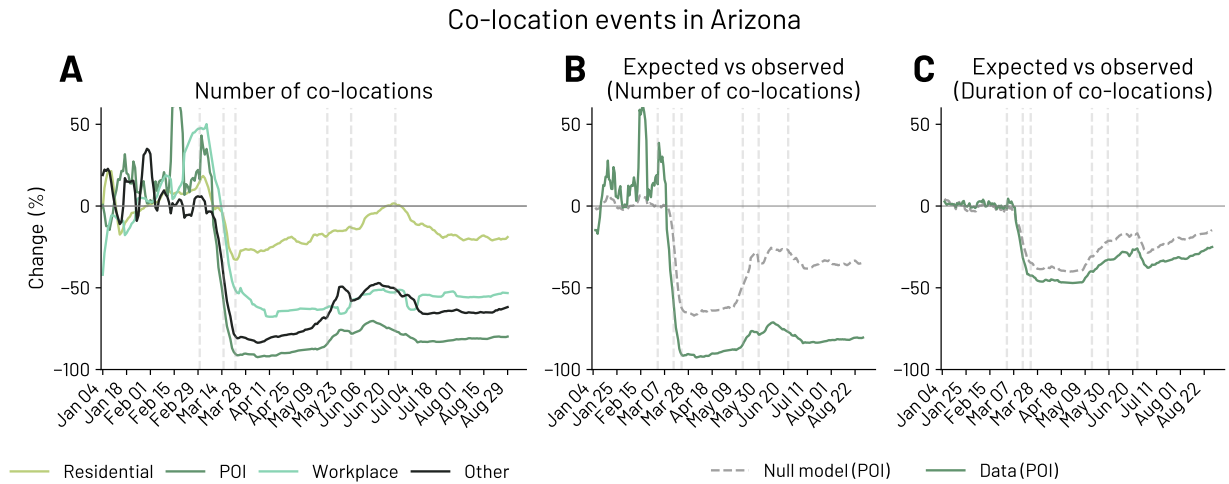 Co-location events in Arizona
A
Number of co-locations
B
Expected vs observed
(Number of co-locations)
C
Expected vs observed
(Duration of co-locations)
Change (%)
50
0
−50
−100
Jan 04
Jan 18
Feb 01
Feb 15
Feb 29
Mar 14
Mar 28
Apr 11
Apr 25
May 09
May 23
Jun 06
Jun 20
Jul 04
Jul 18
Aug 01
Aug 15
Aug 29
50
0
−50
−100
Jan 04
Jan 25
Feb 15
Mar 07
Mar 28
Apr 18
May 09
May 30
Jun 20
Jul 11
Aug 01
Aug 22
50
0
−50
−100
Jan 04
Jan 25
Feb 15
Mar 07
Mar 28
Apr 18
May 09
May 30
Jun 20
Jul 11
Aug 01
Aug 22
Residential
POI
Workplace
Other
Null model (POI)
Data (POI)